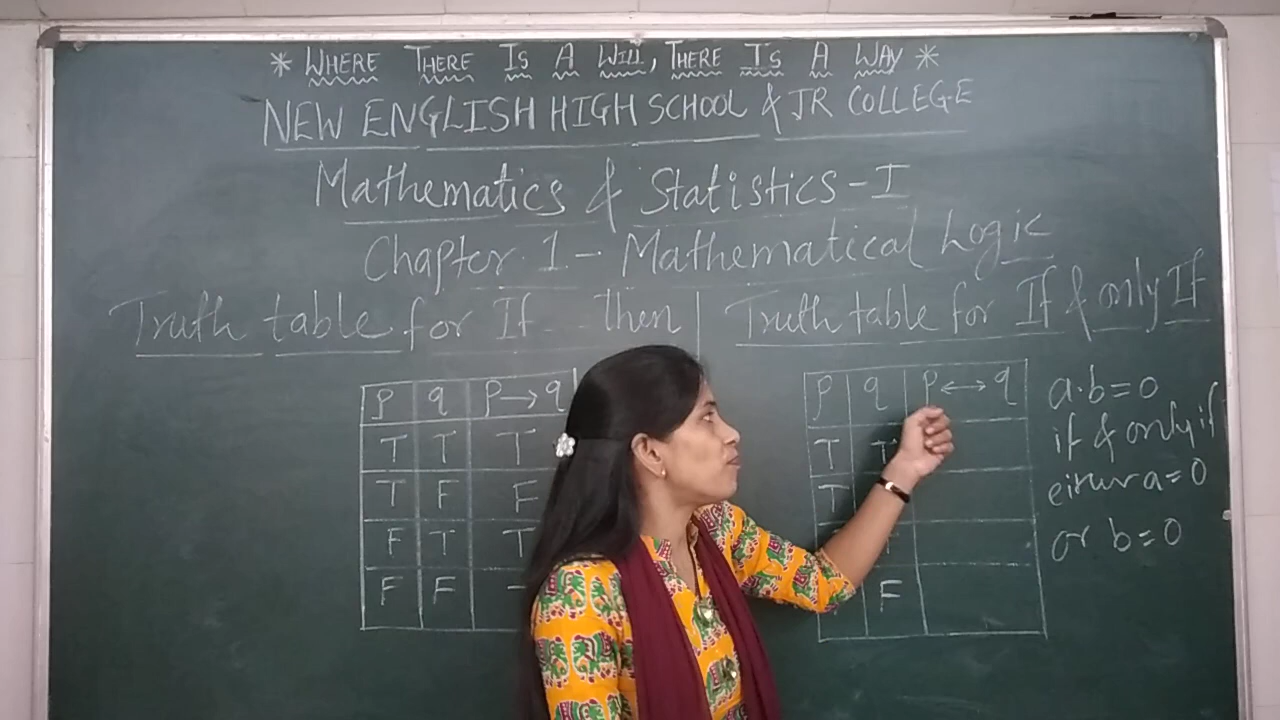 * WHERE THERE IS A WILL, THERE IS A WAY *
NEW ENGLISH HIGH SCHOOL & JR COLLEGE
Mathematics & Statistics - I
Chapter 1 - Mathematical Logic
Truth table for If... then
p q p → q
T T T
T F F
F T T
F F
Truth table for If & only If
p q p ↔ q
T T
T
F
F
a·b = 0
if & only if
either a = 0
or b = 0